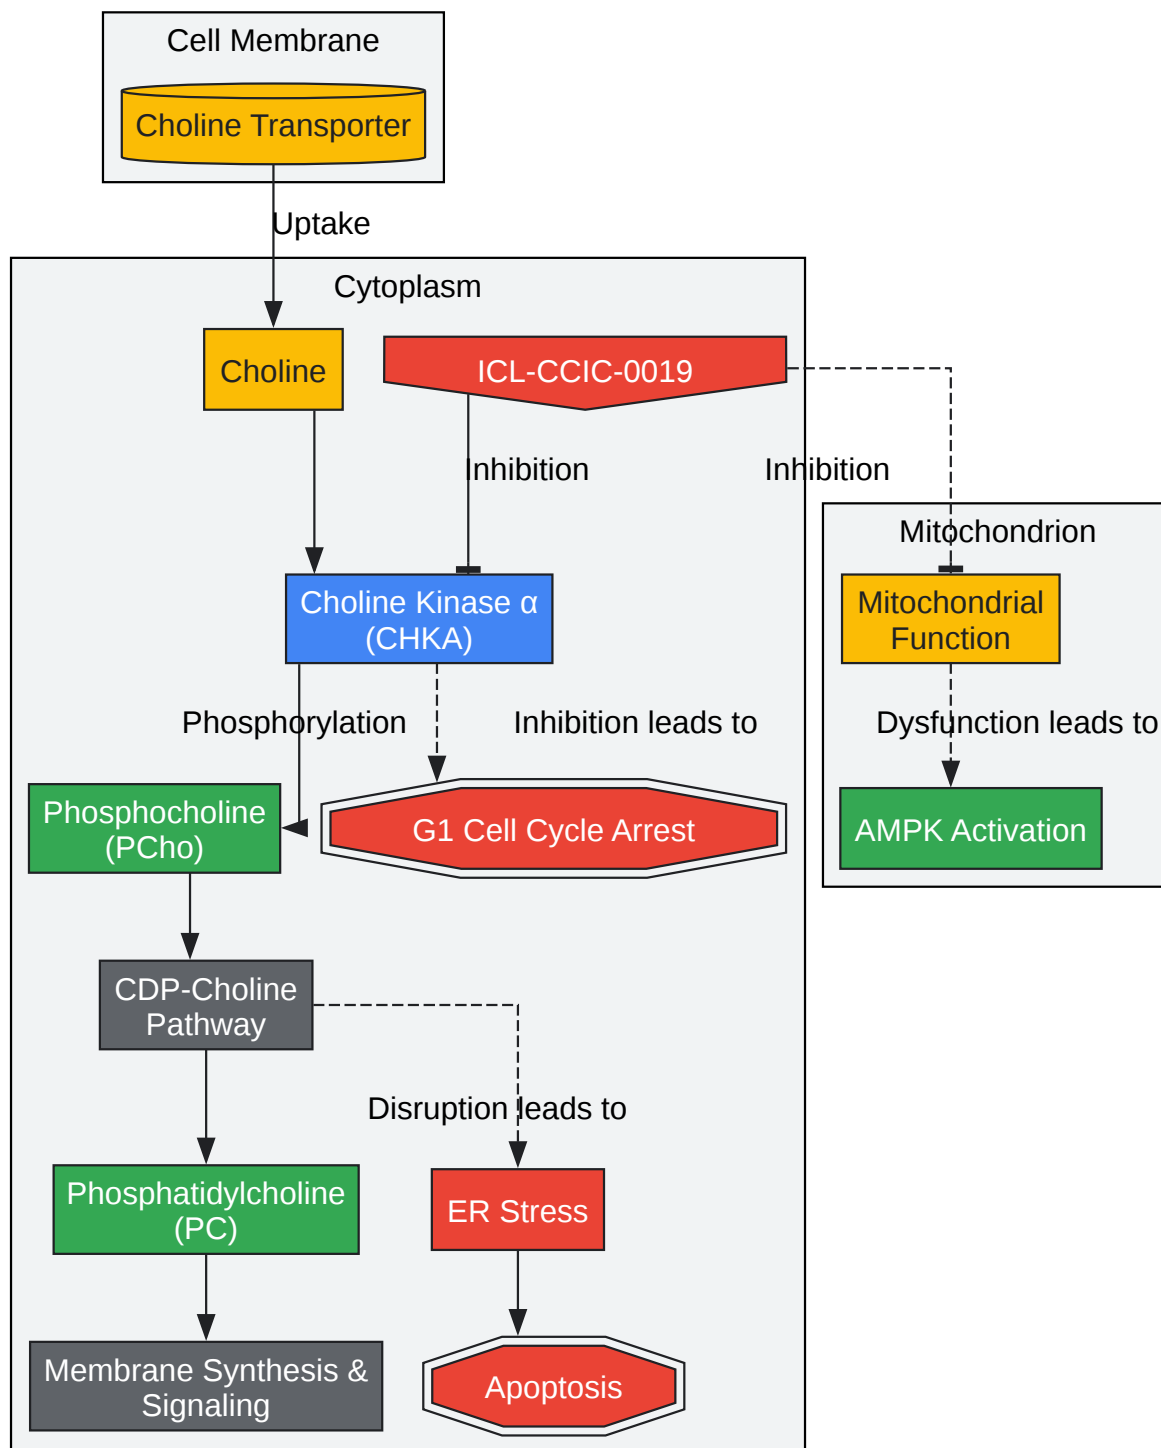 Cell Membrane
Choline Transporter
Uptake
Cytoplasm
Choline
ICL-CCIC-0019
Inhibition
Inhibition
Mitochondrion
Choline Kinase α
(CHKA)
Mitochondrial
Function
Phosphorylation
Inhibition leads to
Dysfunction leads to
Phosphocholine
(PCho)
G1 Cell Cycle Arrest
AMPK Activation
CDP-Choline
Pathway
Disruption leads to
Phosphatidylcholine
(PC)
ER Stress
Membrane Synthesis &
Signaling
Apoptosis